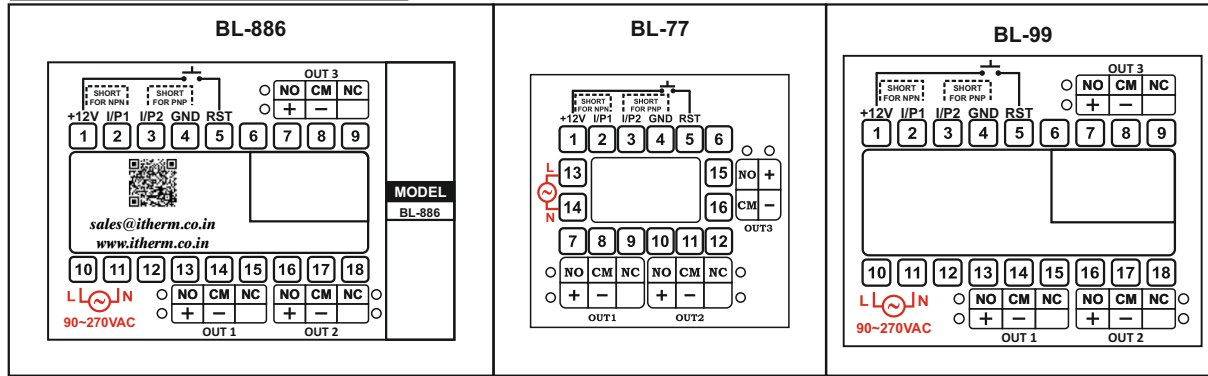 BL-886
OUT 3
NO CM NC
+ −
SHORT FOR NPN
SHORT FOR PNP
+12V I/P1 I/P2 GND RST
1 2 3 4 5 6 7 8 9
sales@itherm.co.in
www.itherm.co.in
MODEL
BL-886
10 11 12 13 14 15 16 17 18
L ~ N
90~270VAC
NO CM NC
+ −
OUT 1
NO CM NC
+ −
OUT 2
BL-77
SHORT FOR NPN
SHORT FOR PNP
+12V I/P1 I/P2 GND RST
1 2 3 4 5 6
L
13
~
14
N
15 NO +
16 CM −
OUT3
7 8 9 10 11 12
NO CM NC
+ −
OUT1
NO CM NC
+ −
OUT2
BL-99
OUT 3
NO CM NC
+ −
SHORT FOR NPN
SHORT FOR PNP
+12V I/P1 I/P2 GND RST
1 2 3 4 5 6 7 8 9
10 11 12 13 14 15 16 17 18
L ~ N
90~270VAC
NO CM NC
+ −
OUT 1
NO CM NC
+ −
OUT 2